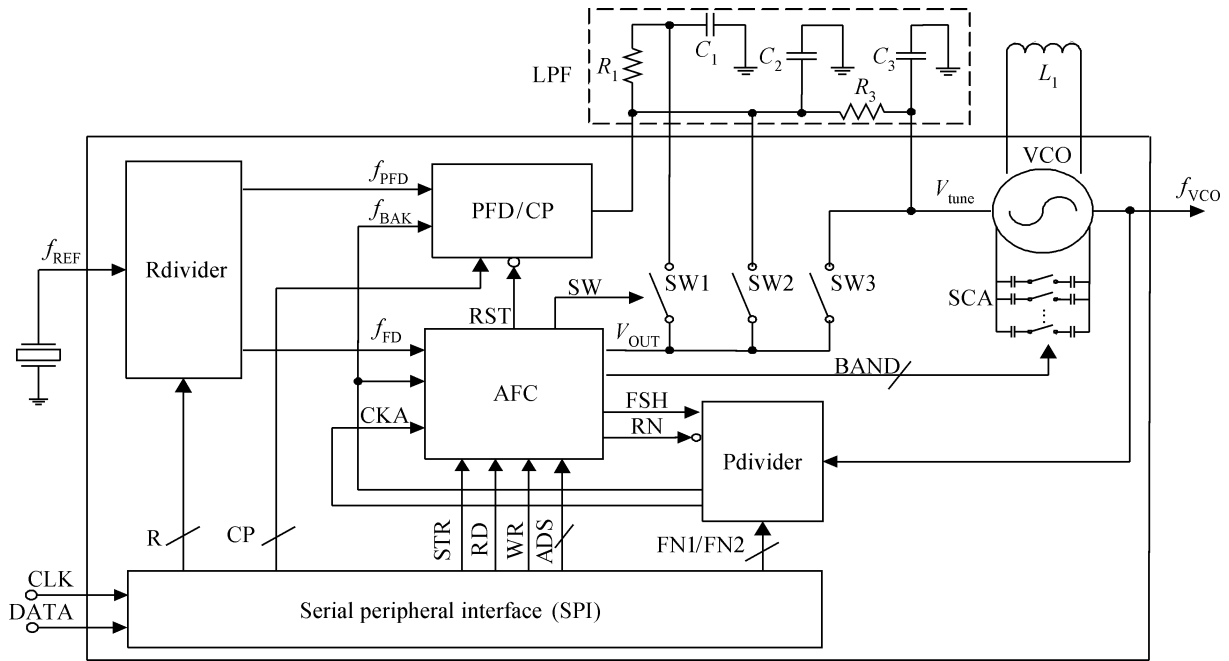 LPF
R1
C1
C2
C3
R3
L1
VCO
fPFD
fBAK
PFD/CP
Vtune
fVCO
fREF
Rdivider
SW
SW1
SW2
SW3
SCA
RST
fFD
VOUT
BAND
AFC
CKA
FSH
RN
Pdivider
R
CP
STR
RD
WR
ADS
FN1/FN2
CLK
DATA
Serial peripheral interface (SPI)